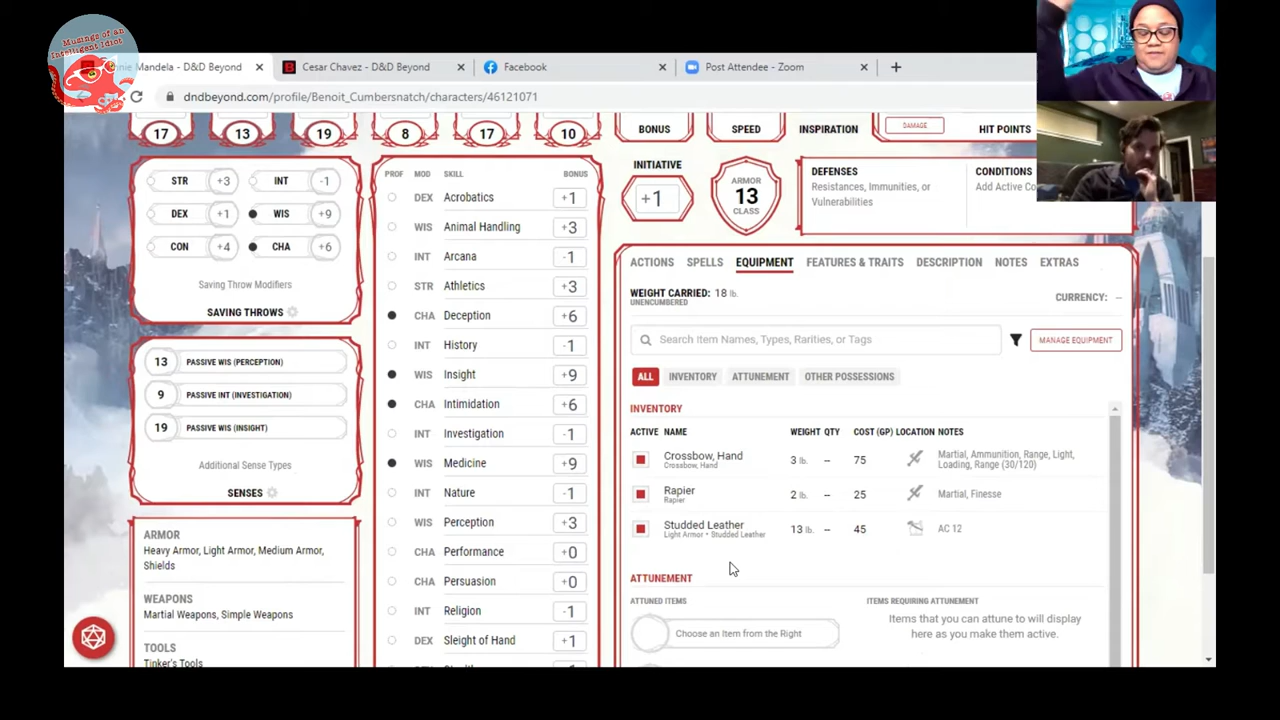 Musings of an
Intelligent Idiot
nnie Mandela - D&D Beyond
Cesar Chavez - D&D Beyond
Facebook
Post Attendee - Zoom
dndbeyond.com/profile/Benoit_Cumbersnatch/characters/46121071
17 13 19 8 17 10
BONUS SPEED INSPIRATION DAMAGE HIT POINTS
STR +3 INT -1
DEX +1 WIS +9
CON +4 CHA +6
Saving Throw Modifiers
SAVING THROWS
13 PASSIVE WIS (PERCEPTION)
9 PASSIVE INT (INVESTIGATION)
19 PASSIVE WIS (INSIGHT)
Additional Sense Types
SENSES
ARMOR
Heavy Armor, Light Armor, Medium Armor,
Shields
WEAPONS
Martial Weapons, Simple Weapons
TOOLS
Tinker's Tools
PROF MOD SKILL BONUS
DEX Acrobatics +1
WIS Animal Handling +3
INT Arcana -1
STR Athletics +3
CHA Deception +6
INT History -1
WIS Insight +9
CHA Intimidation +6
INT Investigation -1
WIS Medicine +9
INT Nature -1
WIS Perception +3
CHA Performance +0
CHA Persuasion +0
INT Religion -1
DEX Sleight of Hand +1
INITIATIVE
+1
ARMOR
13
CLASS
DEFENSES
Resistances, Immunities, or
Vulnerabilities
CONDITIONS
Add Active Co
ACTIONS SPELLS EQUIPMENT FEATURES & TRAITS DESCRIPTION NOTES EXTRAS
WEIGHT CARRIED: 18 lb.
UNENCUMBERED
CURRENCY: --
Search Item Names, Types, Rarities, or Tags
MANAGE EQUIPMENT
ALL INVENTORY ATTUNEMENT OTHER POSSESSIONS
INVENTORY
ACTIVE NAME WEIGHT QTY COST (GP) LOCATION NOTES
Crossbow, Hand 3 lb. -- 75 Martial, Ammunition, Range, Light,
Crossbow, Hand Loading, Range (30/120)
Rapier 2 lb. -- 25 Martial, Finesse
Rapier
Studded Leather 13 lb. -- 45 AC 12
Light Armor • Studded Leather
ATTUNEMENT
ATTUNED ITEMS
Choose an Item from the Right
ITEMS REQUIRING ATTUNEMENT
Items that you can attune to will display
here as you make them active.